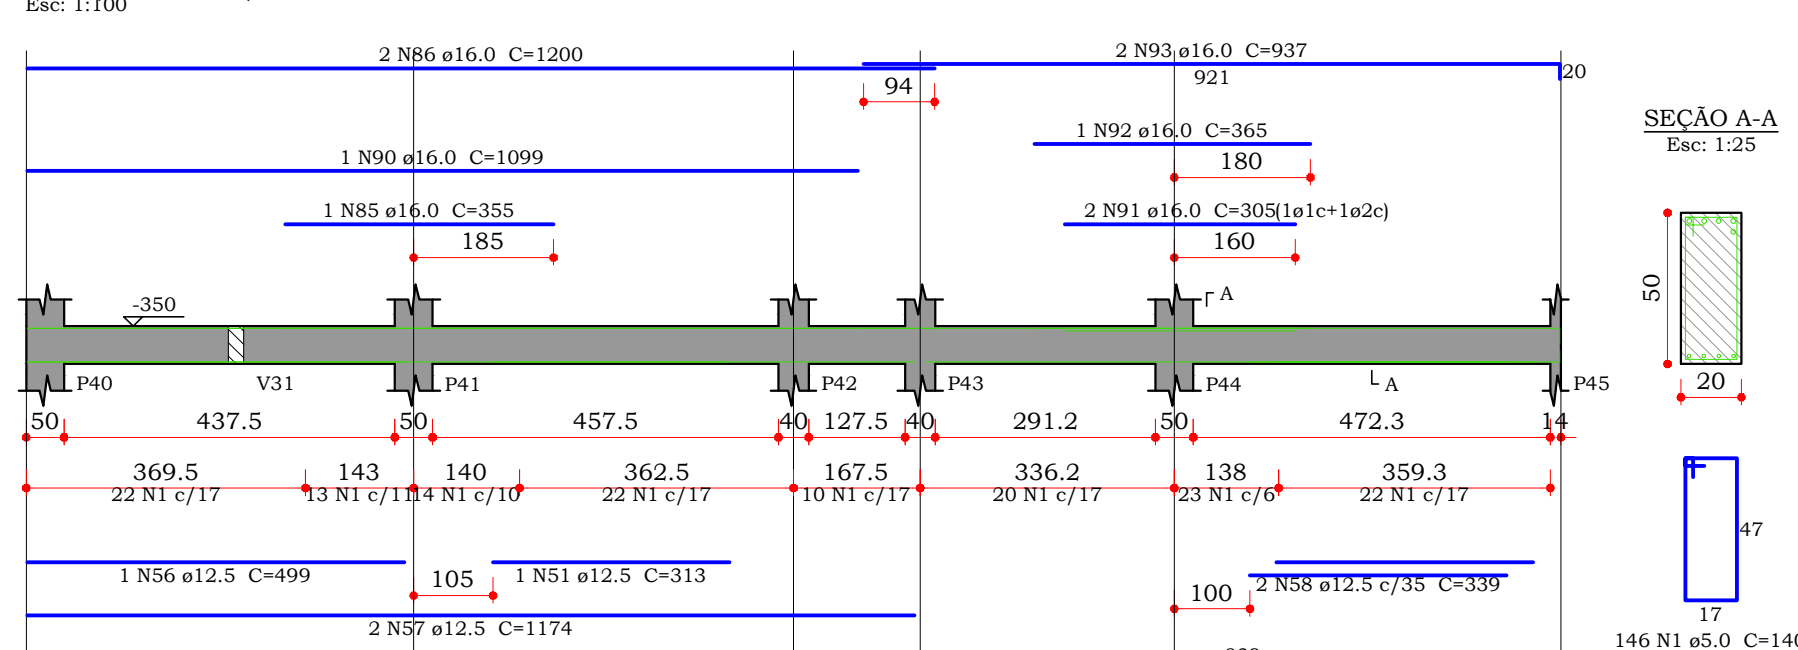 Esc: 1:100
2 N86 ø16.0 C=1200
2 N93 ø16.0 C=937
921
20
94
1 N92 ø16.0 C=365
180
1 N90 ø16.0 C=1099
1 N85 ø16.0 C=355
185
2 N91 ø16.0 C=305(1ø1c+1ø2c)
160
SEÇÃO A-A
Esc: 1:25
50
20
-350
A
P40 V31 P41 P42 P43 P44 A P45
50 437.5 50 457.5 40 127.5 40 291.2 50 472.3 14
369.5 143 140 362.5 167.5 336.2 138 359.3
22 N1 c/17 13 N1 c/11 14 N1 c/10 22 N1 c/17 10 N1 c/17 20 N1 c/17 23 N1 c/6 22 N1 c/17
1 N56 ø12.5 C=499
105
1 N51 ø12.5 C=313
100
2 N58 ø12.5 c/35 C=339
2 N57 ø12.5 C=1174
47
17
146 N1 ø5.0 C=140